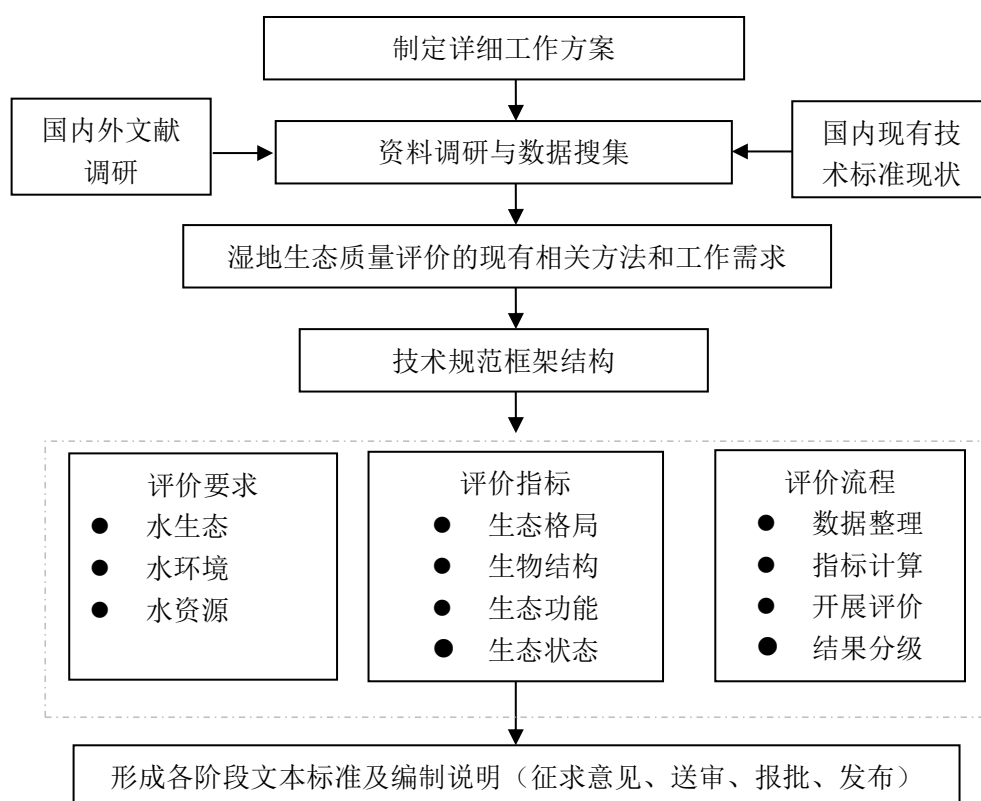 制定详细工作方案
国内外文献
调研
资料调研与数据搜集
国内现有技
术标准现状
湿地生态质量评价的现有相关方法和工作需求
技术规范框架结构
评价要求
● 水生态
● 水环境
● 水资源
评价指标
● 生态格局
● 生物结构
● 生态功能
● 生态状态
评价流程
● 数据整理
● 指标计算
● 开展评价
● 结果分级
形成各阶段文本标准及编制说明（征求意见、送审、报批、发布）